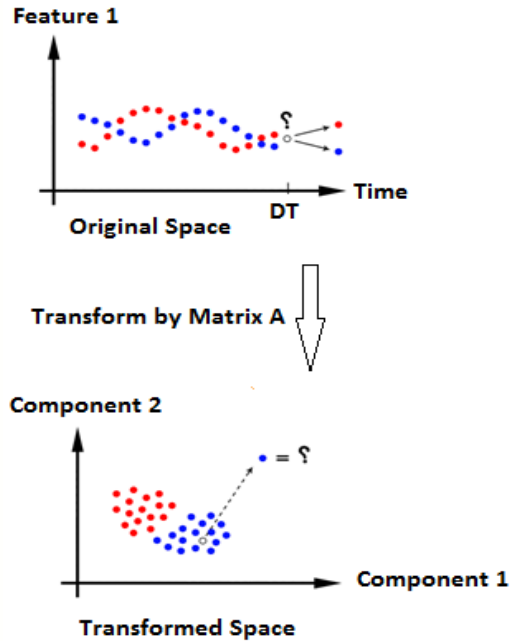 Feature 1
؟
Time
DT
Original Space
Transform by Matrix A
Component 2
= ؟
Component 1
Transformed Space